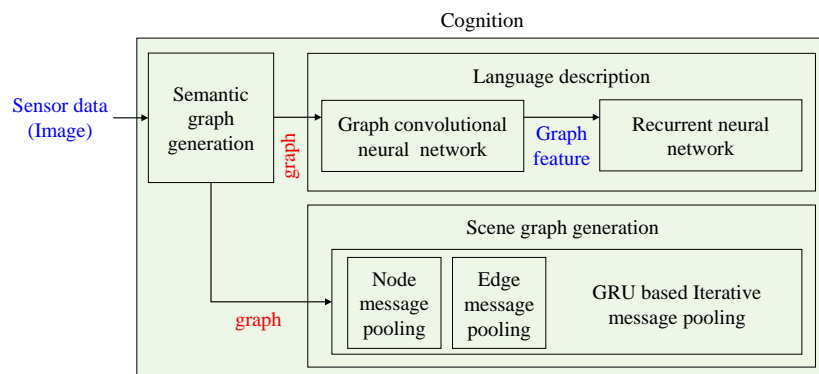 Cognition
Sensor data
(Image)
Semantic
graph
generation
graph
Language description
Graph convolutional
neural network
Graph
feature
Recurrent neural
network
Scene graph generation
graph
Node
message
pooling
Edge
message
pooling
GRU based Iterative
message pooling